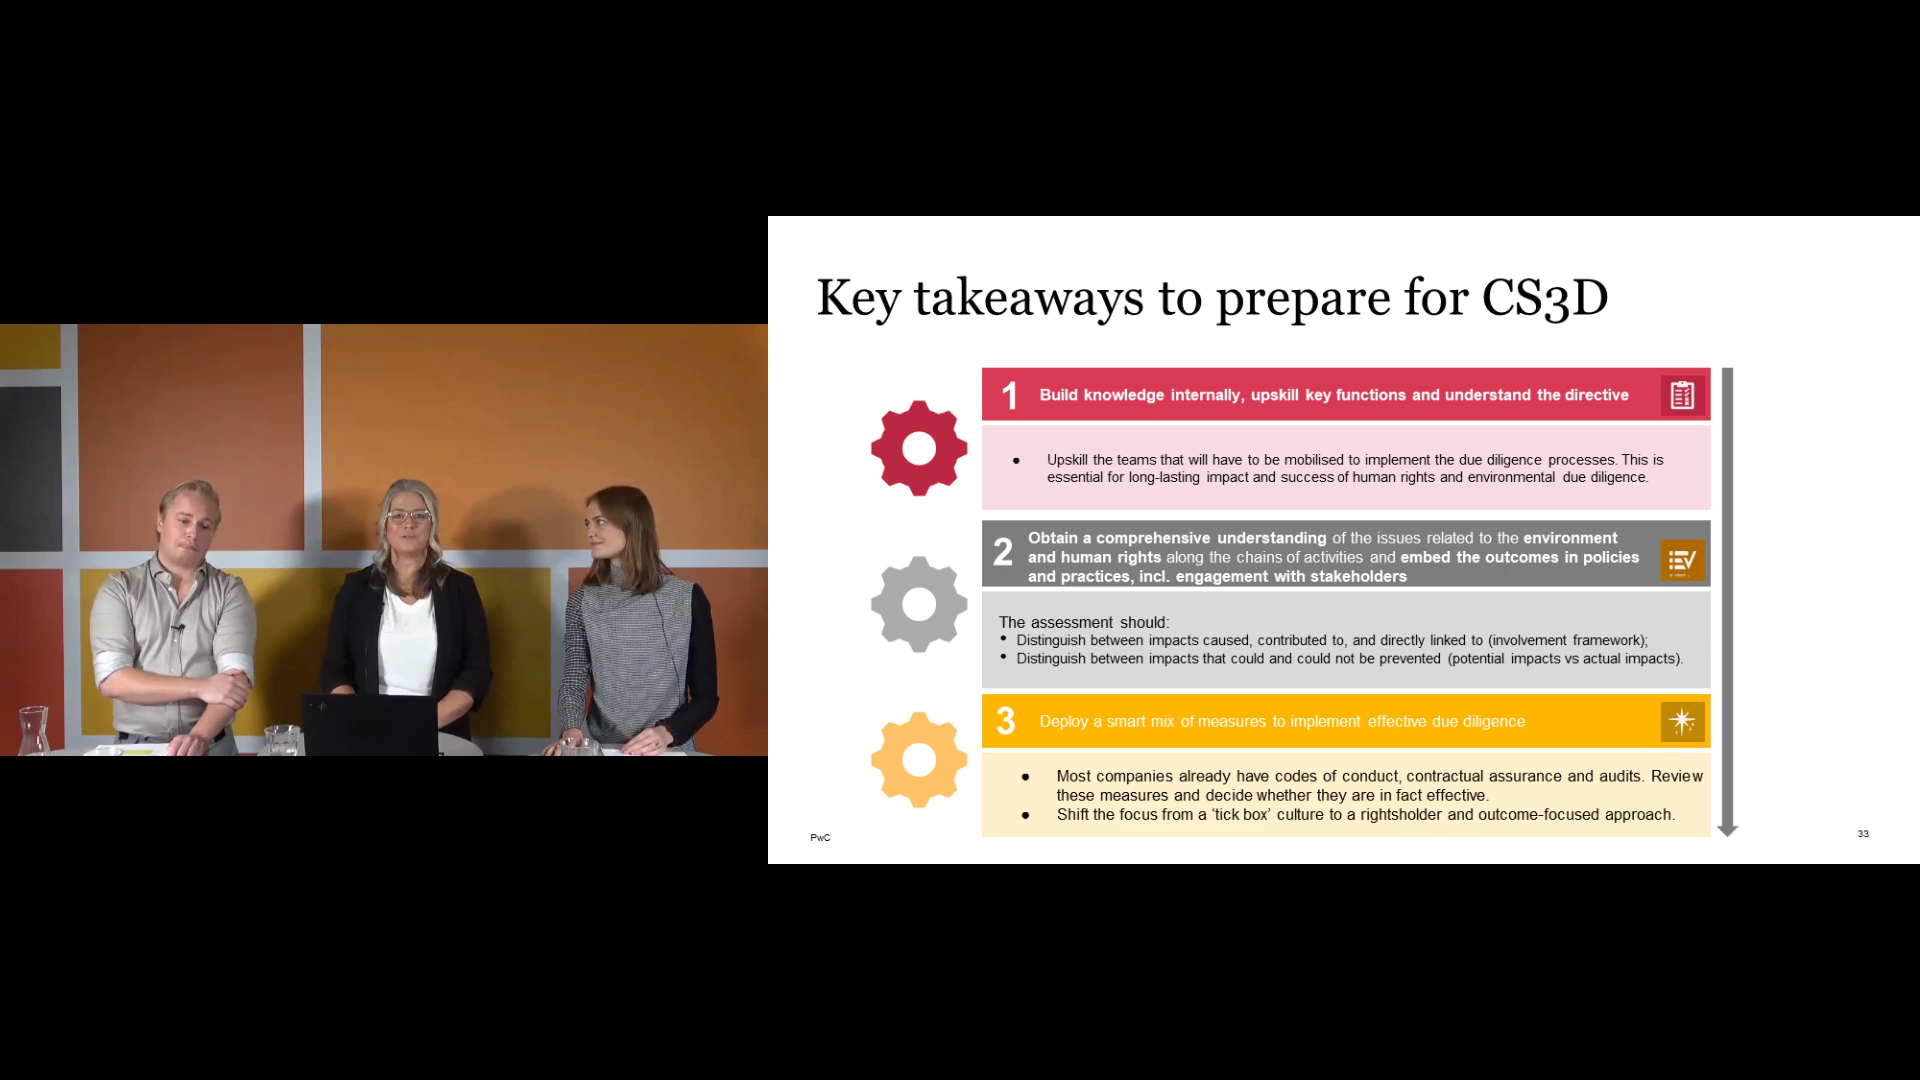 Key takeaways to prepare for CS3D
1 Build knowledge internally, upskill key functions and understand the directive
● Upskill the teams that will have to be mobilised to implement the due diligence processes. This is
essential for long-lasting impact and success of human rights and environmental due diligence.
2 Obtain a comprehensive understanding of the issues related to the environment
and human rights along the chains of activities and embed the outcomes in policies
and practices, incl. engagement with stakeholders
The assessment should:
• Distinguish between impacts caused, contributed to, and directly linked to (involvement framework);
• Distinguish between impacts that could and could not be prevented (potential impacts vs actual impacts).
3 Deploy a smart mix of measures to implement effective due diligence
● Most companies already have codes of conduct, contractual assurance and audits. Review
these measures and decide whether they are in fact effective.
● Shift the focus from a ‘tick box’ culture to a rightsholder and outcome-focused approach.
PwC
33